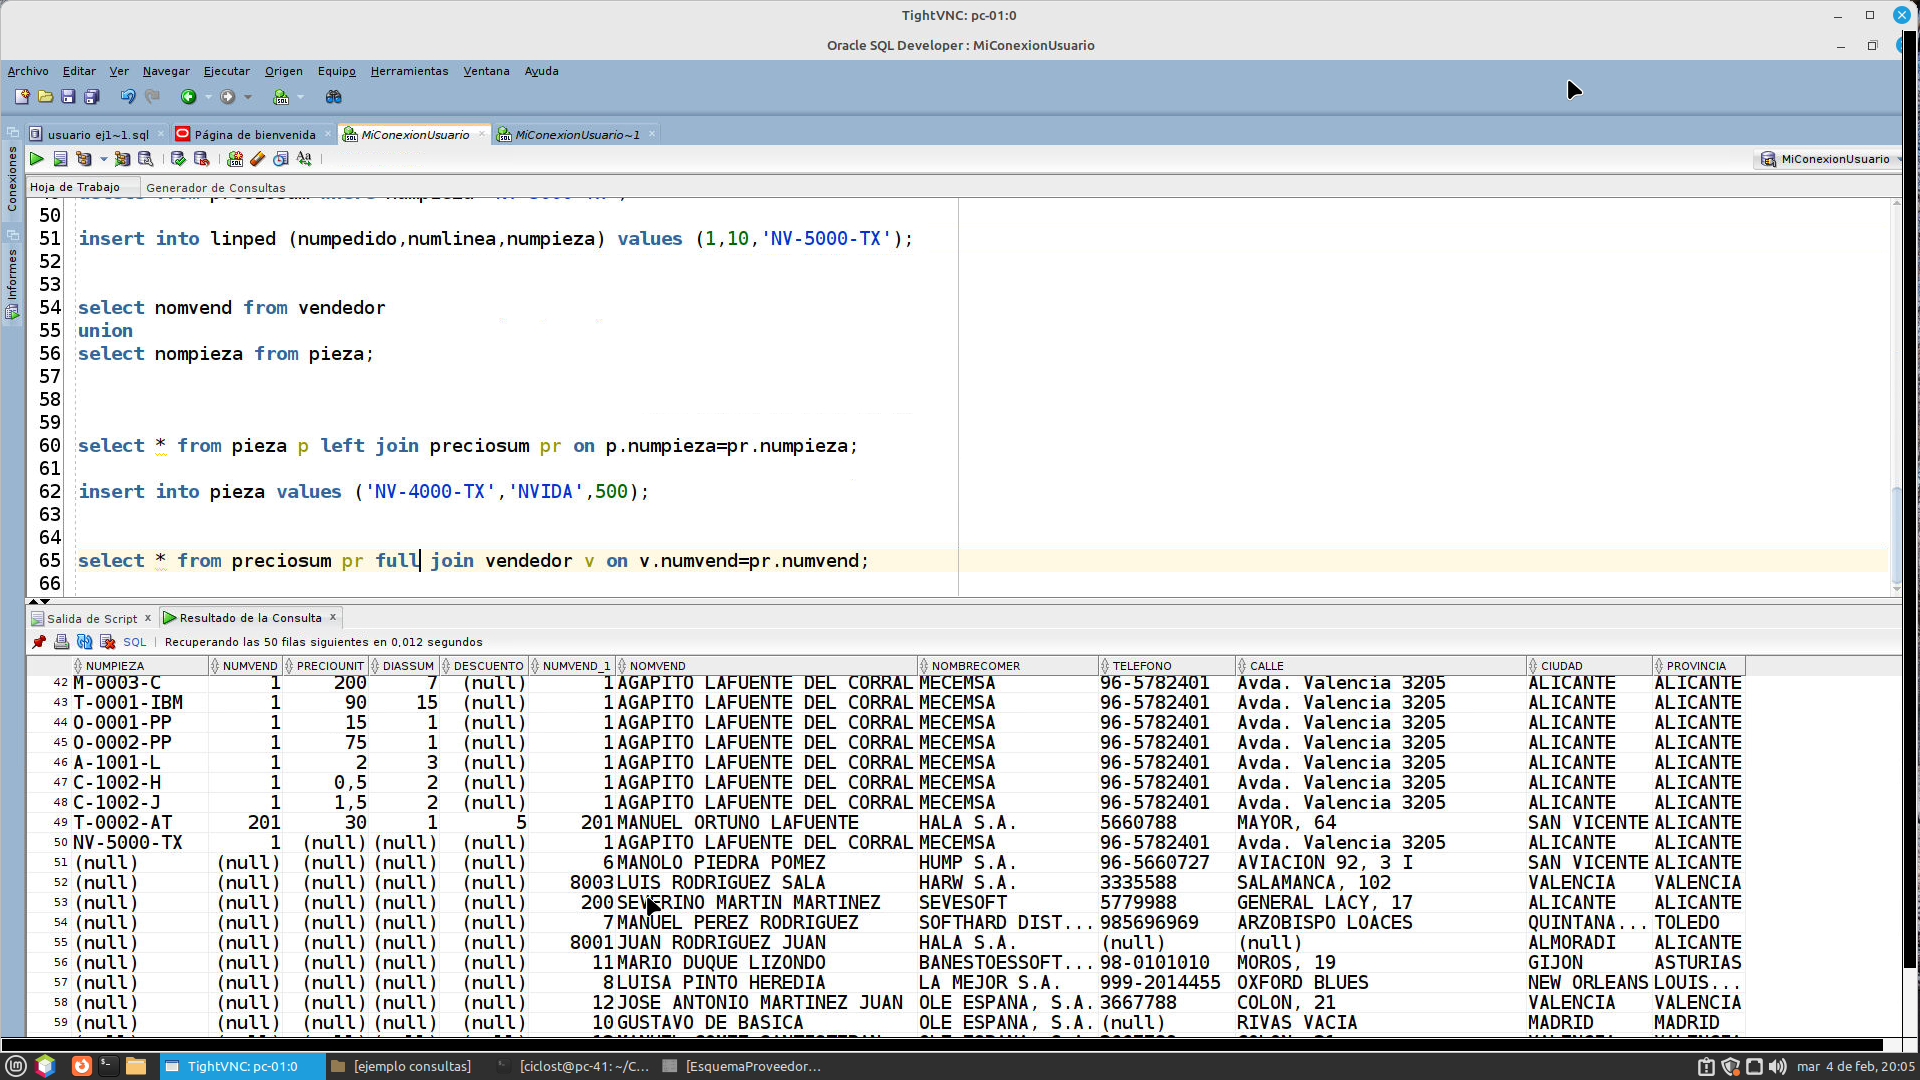 TightVNC: pc-01:0
Oracle SQL Developer : MiConexionUsuario
Archivo Editar Ver Navegar Ejecutar Origen Equipo Herramientas Ventana Ayuda
usuario ej1~1.sql Página de bienvenida MiConexionUsuario MiConexionUsuario~1
MiConexionUsuario
Conexiones
Informes
Hoja de Trabajo Generador de Consultas
50
51 insert into linped (numpedido,numlinea,numpieza) values (1,10,'NV-5000-TX');
52
53
54 select nomvend from vendedor
55 union
56 select nompieza from pieza;
57
58
59
60 select * from pieza p left join preciosum pr on p.numpieza=pr.numpieza;
61
62 insert into pieza values ('NV-4000-TX','NVIDA',500);
63
64
65 select * from preciosum pr full join vendedor v on v.numvend=pr.numvend;
66
Salida de Script x Resultado de la Consulta x
SQL | Recuperando las 50 filas siguientes en 0,012 segundos
NUMPIEZA NUMVEND PRECIOUNIT DIASSUM DESCUENTO NUMVEND_1 NOMVEND NOMBRECOMER TELEFONO CALLE CIUDAD PROVINCIA
42 M-0003-C 1 200 7 (null) 1 AGAPITO LAFUENTE DEL CORRAL MECEMSA 96-5782401 Avda. Valencia 3205 ALICANTE ALICANTE
43 T-0001-IBM 1 90 15 (null) 1 AGAPITO LAFUENTE DEL CORRAL MECEMSA 96-5782401 Avda. Valencia 3205 ALICANTE ALICANTE
44 O-0001-PP 1 15 1 (null) 1 AGAPITO LAFUENTE DEL CORRAL MECEMSA 96-5782401 Avda. Valencia 3205 ALICANTE ALICANTE
45 O-0002-PP 1 75 1 (null) 1 AGAPITO LAFUENTE DEL CORRAL MECEMSA 96-5782401 Avda. Valencia 3205 ALICANTE ALICANTE
46 A-1001-L 1 2 3 (null) 1 AGAPITO LAFUENTE DEL CORRAL MECEMSA 96-5782401 Avda. Valencia 3205 ALICANTE ALICANTE
47 C-1002-H 1 0,5 2 (null) 1 AGAPITO LAFUENTE DEL CORRAL MECEMSA 96-5782401 Avda. Valencia 3205 ALICANTE ALICANTE
48 C-1002-J 1 1,5 2 (null) 1 AGAPITO LAFUENTE DEL CORRAL MECEMSA 96-5782401 Avda. Valencia 3205 ALICANTE ALICANTE
49 T-0002-AT 201 30 1 5 201 MANUEL ORTUNO LAFUENTE HALA S.A. 5660788 MAYOR, 64 SAN VICENTE ALICANTE
50 NV-5000-TX 1 (null) (null) (null) 1 AGAPITO LAFUENTE DEL CORRAL MECEMSA 96-5782401 Avda. Valencia 3205 ALICANTE ALICANTE
51 (null) (null) (null) (null) (null) 6 MANOLO PIEDRA POMEZ HUMP S.A. 96-5660727 AVIACION 92, 3 I SAN VICENTE ALICANTE
52 (null) (null) (null) (null) (null) 8003 LUIS RODRIGUEZ SALA HARW S.A. 3335588 SALAMANCA, 102 VALENCIA VALENCIA
53 (null) (null) (null) (null) (null) 200 SEVERINO MARTIN MARTINEZ SEVESOFT 5779988 GENERAL LACY, 17 ALICANTE ALICANTE
54 (null) (null) (null) (null) (null) 7 MANUEL PEREZ RODRIGUEZ SOFTHARD DIST... 985696969 ARZOBISPO LOACES QUINTANA... TOLEDO
55 (null) (null) (null) (null) (null) 8001 JUAN RODRIGUEZ JUAN HALA S.A. (null) (null) ALMORADI ALICANTE
56 (null) (null) (null) (null) (null) 11 MARIO DUQUE LIZONDO BANESTOESSOFT... 98-0101010 MOROS, 19 GIJON ASTURIAS
57 (null) (null) (null) (null) (null) 8 LUISA PINTO HEREDIA LA MEJOR S.A. 999-2014455 OXFORD BLUES NEW ORLEANS LOUIS...
58 (null) (null) (null) (null) (null) 12 JOSE ANTONIO MARTINEZ JUAN OLE ESPANA, S.A. 3667788 COLON, 21 VALENCIA VALENCIA
59 (null) (null) (null) (null) (null) 10 GUSTAVO DE BASICA OLE ESPANA, S.A. (null) RIVAS VACIA MADRID MADRID
TightVNC: pc-01:0 [ejemplo consultas] [ciclost@pc-41: ~/C... [EsquemaProveedor... mar 4 de feb, 20:05